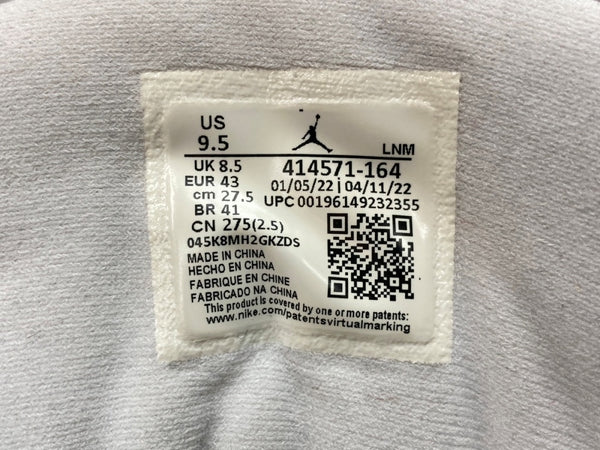 US
9.5
LNM
UK 8.5
414571-164
EUR 43
01/05/22 | 04/11/22
cm 27.5
UPC 00196149232355
BR 41
CN 275(2.5)
045K8MH2GKZDS
MADE IN CHINA
HECHO EN CHINA
FABRIQUE EN CHINE
FABRICADO NA CHINA
This product is covered by one or more patents:
www.nike.com/patentsvirtualmarking